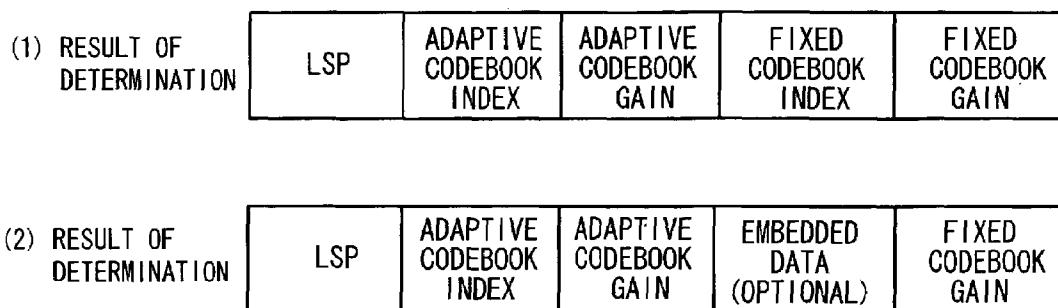 (1) RESULT OF DETERMINATION
LSP
ADAPTIVE CODEBOOK INDEX
ADAPTIVE CODEBOOK GAIN
FIXED CODEBOOK INDEX
FIXED CODEBOOK GAIN
(2) RESULT OF DETERMINATION
LSP
ADAPTIVE CODEBOOK INDEX
ADAPTIVE CODEBOOK GAIN
EMBEDDED DATA (OPTIONAL)
FIXED CODEBOOK GAIN